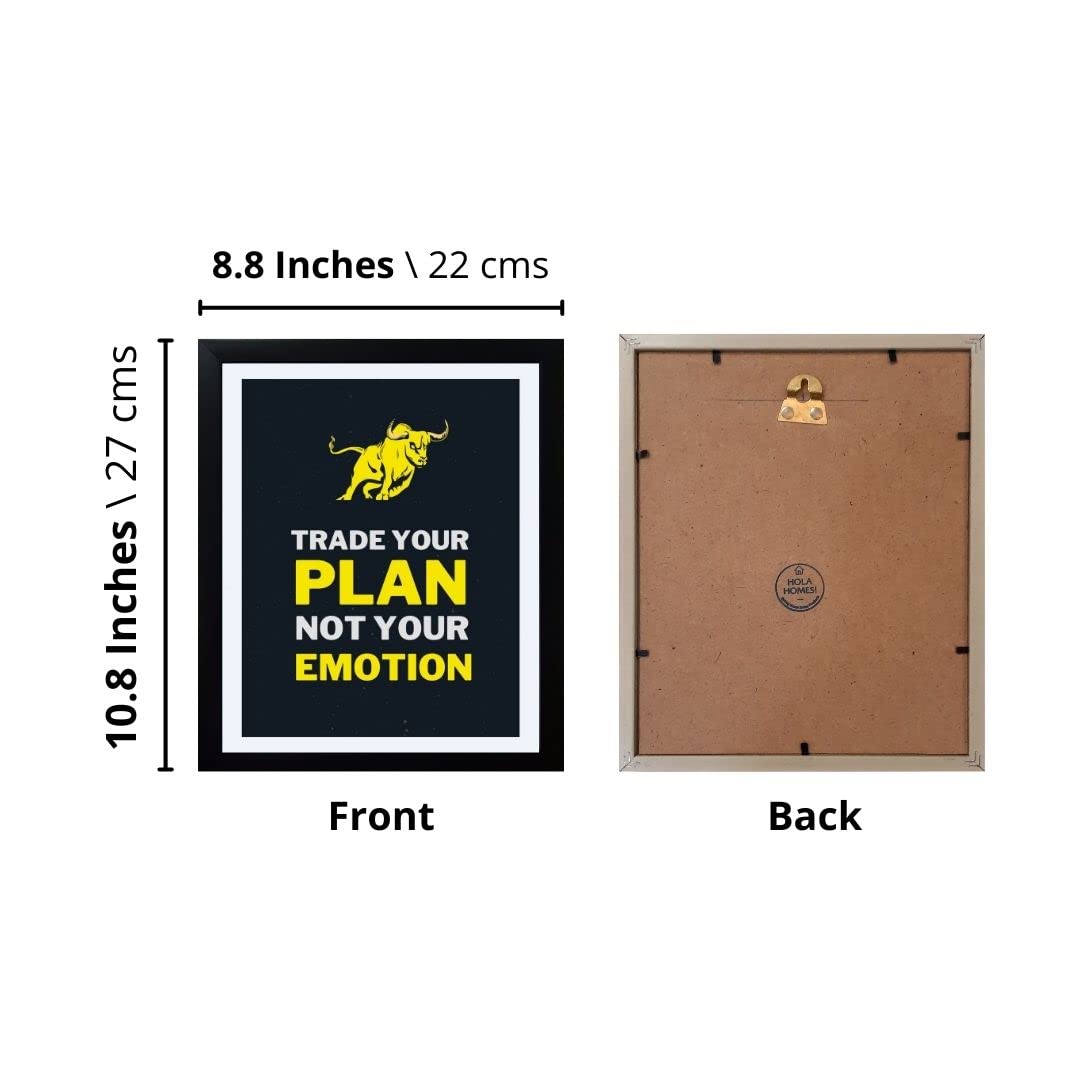 8.8 Inches \ 22 cms
10.8 Inches \ 27 cms
TRADE YOUR
PLAN
NOT YOUR
EMOTION
HOLA
HOMES!
Front
Back